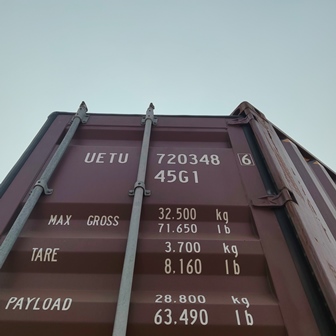 UETU 720348 6
45G1
MAX GROSS 32.500 kg
71.650 lb
TARE 3.700 kg
8.160 lb
PAYLOAD 28.800 kg
63.490 lb